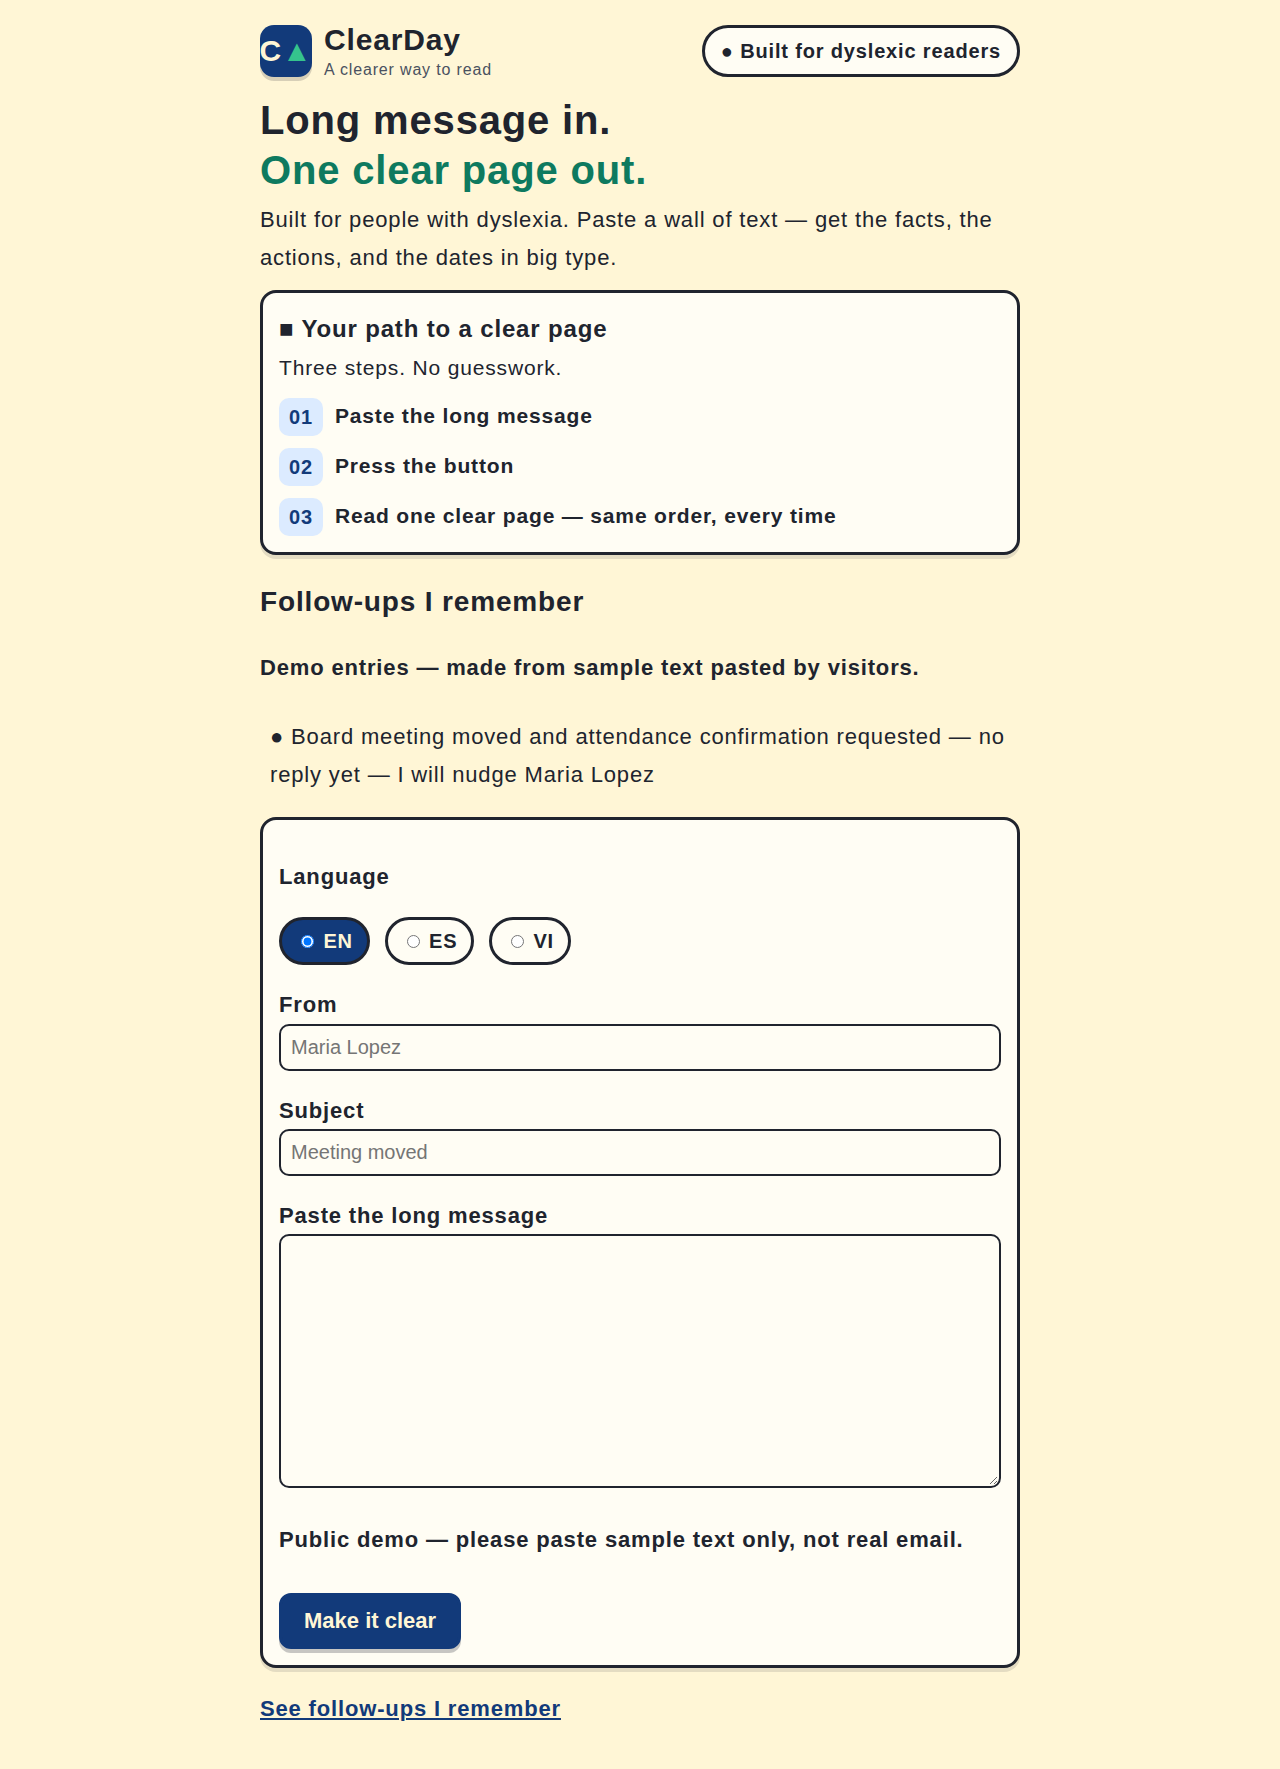 C▲ ClearDay
A clearer way to read
● Built for dyslexic readers
Long message in.
One clear page out.
Built for people with dyslexia. Paste a wall of text — get the facts, the
actions, and the dates in big type.
■ Your path to a clear page
Three steps. No guesswork.
01 Paste the long message
02 Press the button
03 Read one clear page — same order, every time
Follow-ups I remember
Demo entries — made from sample text pasted by visitors.
● Board meeting moved and attendance confirmation requested — no
reply yet — I will nudge Maria Lopez
Language
EN ES VI
From
Maria Lopez
Subject
Meeting moved
Paste the long message
Public demo — please paste sample text only, not real email.
Make it clear
See follow-ups I remember